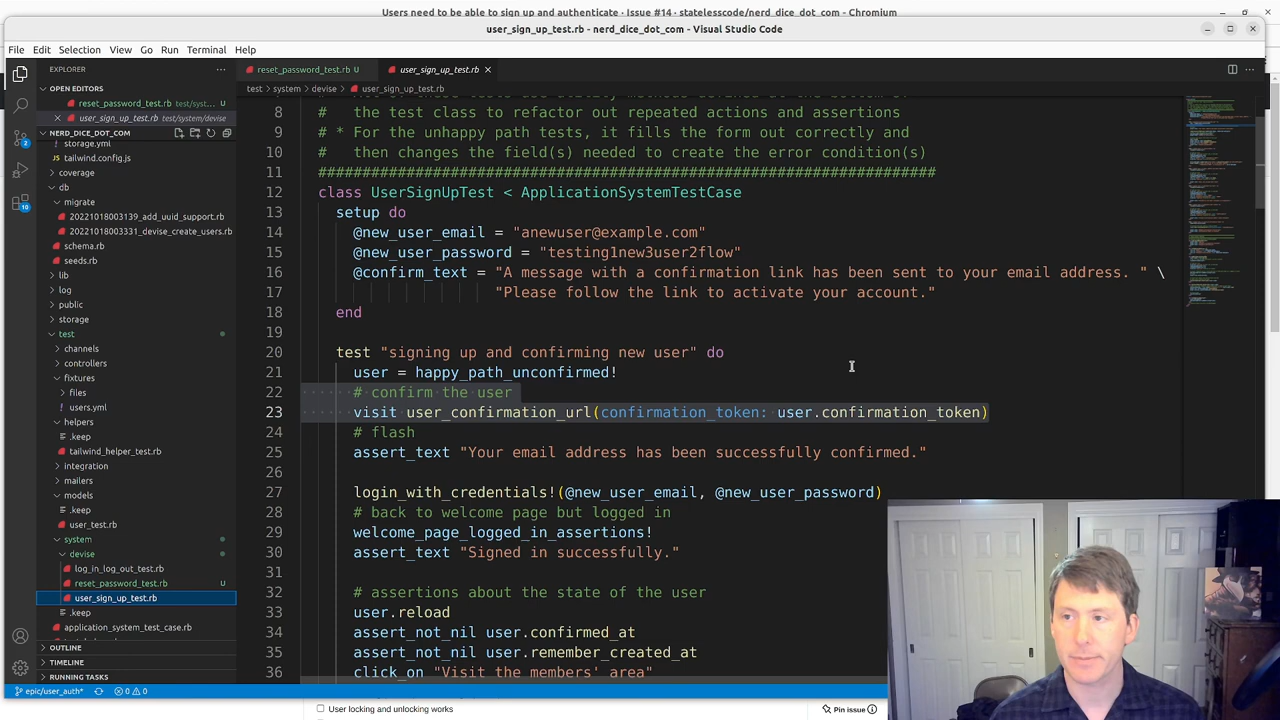 Users need to be able to sign up and authenticate · Issue #14 · statelesscode/nerd_dice_dot_com — Chromium
user_sign_up_test.rb - nerd_dice_dot_com - Visual Studio Code
File Edit Selection View Go Run Terminal Help
EXPLORER
OPEN EDITORS
reset_password_test.rb test/syst... U
user_sign_up_test.rb test/system/devise
NERD_DICE_DOT_COM
storage.yml
tailwind.config.js
coverage
db
migrate
20221018003139_add_uuid_support.rb
20221018003331_devise_create_users.rb
schema.rb
seeds.rb
lib
log
public
storage
test
channels
controllers
fixtures
files
users.yml
helpers
.keep
tailwind_helper_test.rb
integration
mailers
models
.keep
user_test.rb
system
devise
log_in_log_out_test.rb
reset_password_test.rb U
user_sign_up_test.rb
.keep
application_system_test_case.rb
OUTLINE
TIMELINE
RUNNING TASKS
epic/user_auth* 0 0
2
10
reset_password_test.rb U user_sign_up_test.rb
test > system > devise > user_sign_up_test.rb
8 # the test class to refactor out repeated actions and assertions
9 # * For the unhappy path tests, it fills the form out correctly and
10 # then changes the field(s) needed to create the error condition(s)
11 ######################################################################
12 class UserSignUpTest < ApplicationSystemTestCase
13 setup do
14 @new_user_email = "anewuser@example.com"
15 @new_user_password = "testing1new3user2flow"
16 @confirm_text = "A message with a confirmation link has been sent to your email address. " \
17 "Please follow the link to activate your account."
18 end
19
20 test "signing up and confirming new user" do
21 user = happy_path_unconfirmed!
22 # confirm the user
23 visit user_confirmation_url(confirmation_token: user.confirmation_token)
24 # flash
25 assert_text "Your email address has been successfully confirmed."
26
27 login_with_credentials!(@new_user_email, @new_user_password)
28 # back to welcome page but logged in
29 welcome_page_logged_in_assertions!
30 assert_text "Signed in successfully."
31
32 # assertions about the state of the user
33 user.reload
34 assert_not_nil user.confirmed_at
35 assert_not_nil user.remember_created_at
36 click_on "Visit the members' area"
User locking and unlocking works
Pin issue